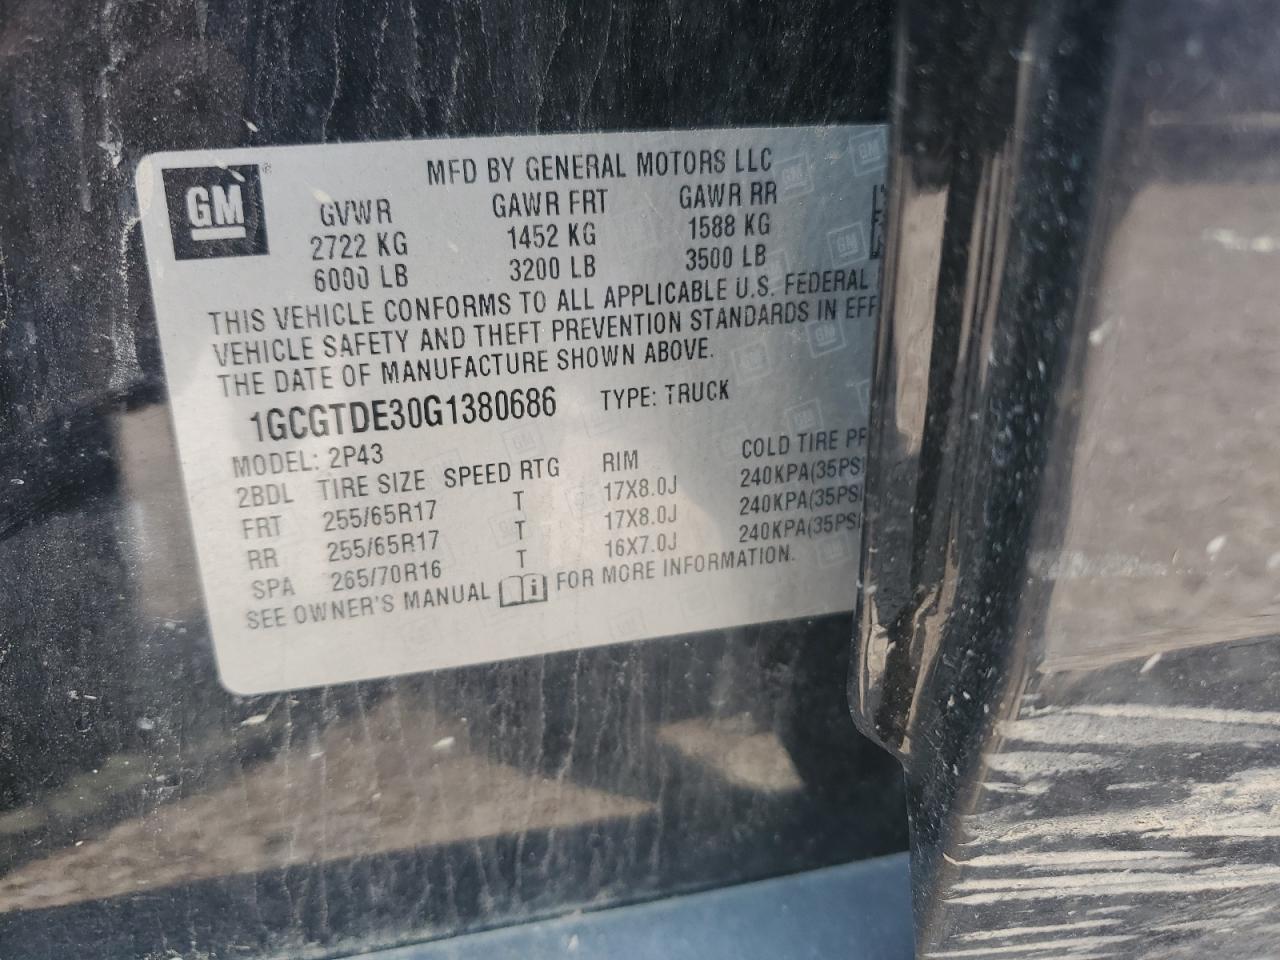 GM
MFD BY GENERAL MOTORS LLC
GVWR GAWR FRT GAWR RR
2722 KG 1452 KG 1588 KG
6000 LB 3200 LB 3500 LB
THIS VEHICLE CONFORMS TO ALL APPLICABLE U.S. FEDERAL
VEHICLE SAFETY AND THEFT PREVENTION STANDARDS IN EFF
THE DATE OF MANUFACTURE SHOWN ABOVE.
1GCGTDE30G1380686 TYPE: TRUCK
MODEL: 2P43
2BDL TIRE SIZE SPEED RTG RIM COLD TIRE PR
FRT 255/65R17 T 17X8.0J 240KPA(35PSI
RR 255/65R17 T 17X8.0J 240KPA(35PSI
SPA 265/70R16 T 16X7.0J 240KPA(35PSI
SEE OWNER'S MANUAL FOR MORE INFORMATION.